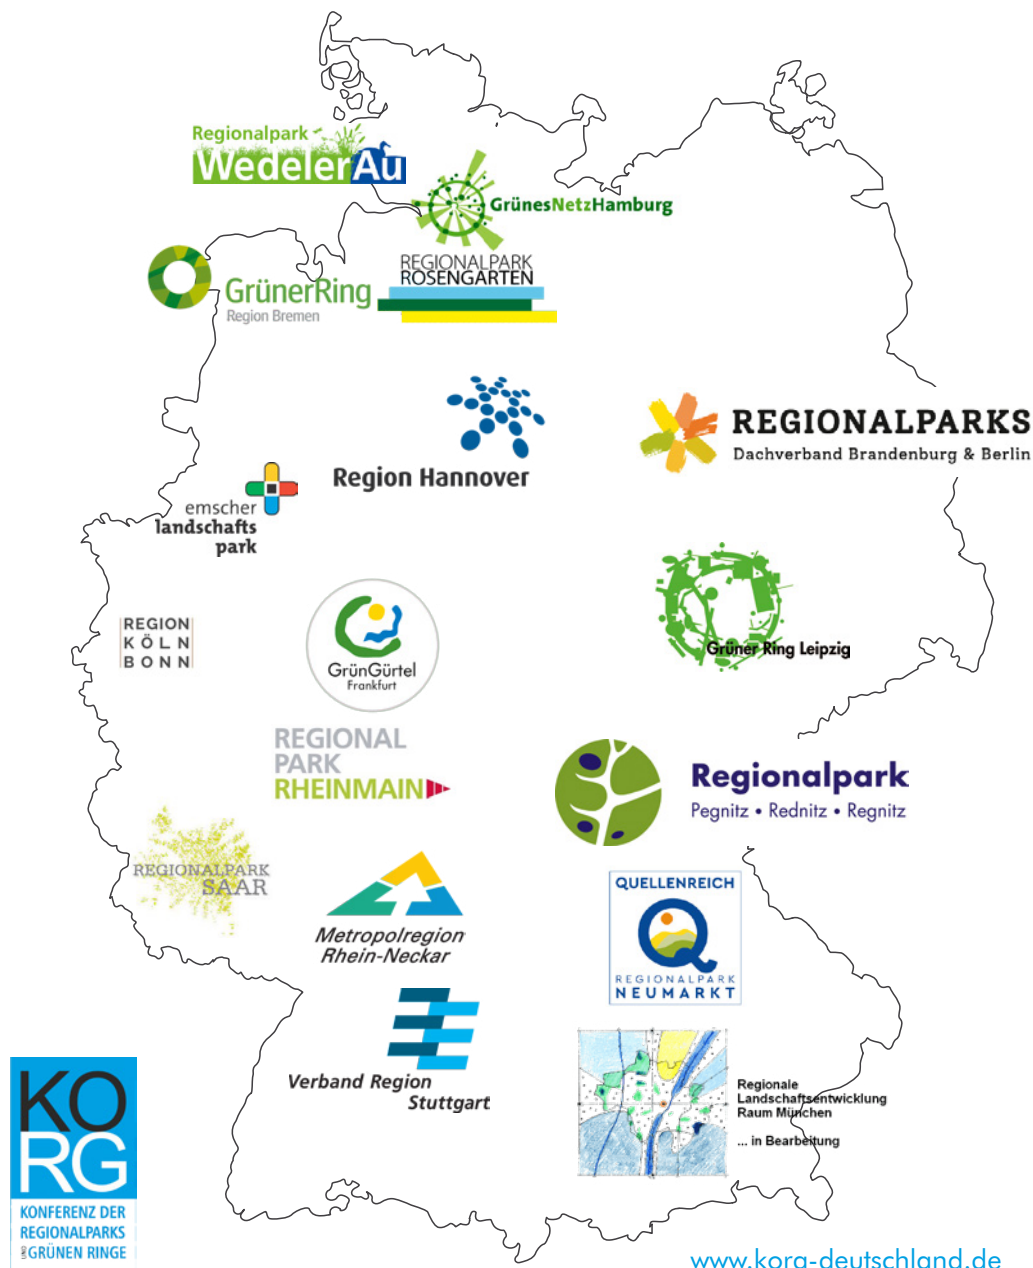 Regionalpark
WedelerAu
GrünesNetzHamburg
REGIONALPARK
ROSENGARTEN
GrünerRing
Region Bremen
Region Hannover
REGIONALPARKS
Dachverband Brandenburg & Berlin
emscher
landschafts
park
REGION
KÖLN
BONN
GrünGürtel
Frankfurt
Grüner Ring Leipzig
REGIONAL
PARK
RHEINMAIN
Regionalpark
Pegnitz • Rednitz • Regnitz
REGIONALPARK
SAAR
Metropolregion
Rhein-Neckar
QUELLENREICH
Q
REGIONALPARK
NEUMARKT
Verband Region
Stuttgart
Regionale
Landschaftsentwicklung
Raum München
... in Bearbeitung
KO
RG
KONFERENZ DER
REGIONALPARKS
UND GRÜNEN RINGE
www.korg-deutschland.de